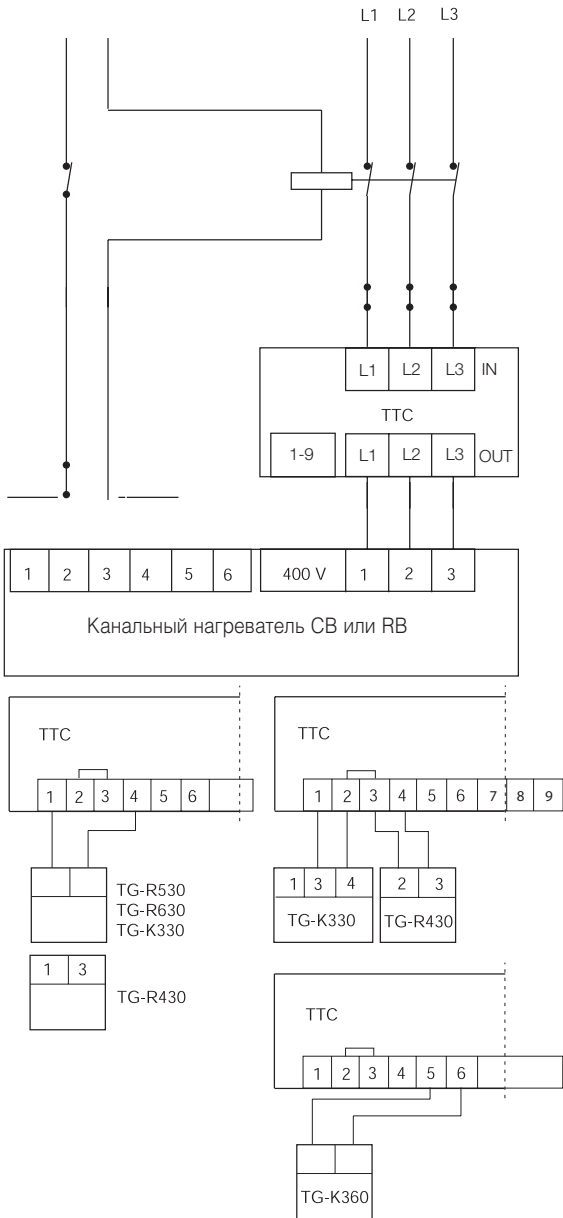 L1 L2 L3
L1 L2 L3 IN
TTC
1-9 L1 L2 L3 OUT
1 2 3 4 5 6 400 V 1 2 3
Канальный нагреватель СВ или RB
TTC
1 2 3 4 5 6
TG-R530
TG-R630
TG-K330
1 3
TG-R430
TTC
1 2 3 4 5 6 7 8 9
1 3 4
TG-K330
2 3
TG-R430
TTC
1 2 3 4 5 6
TG-K360